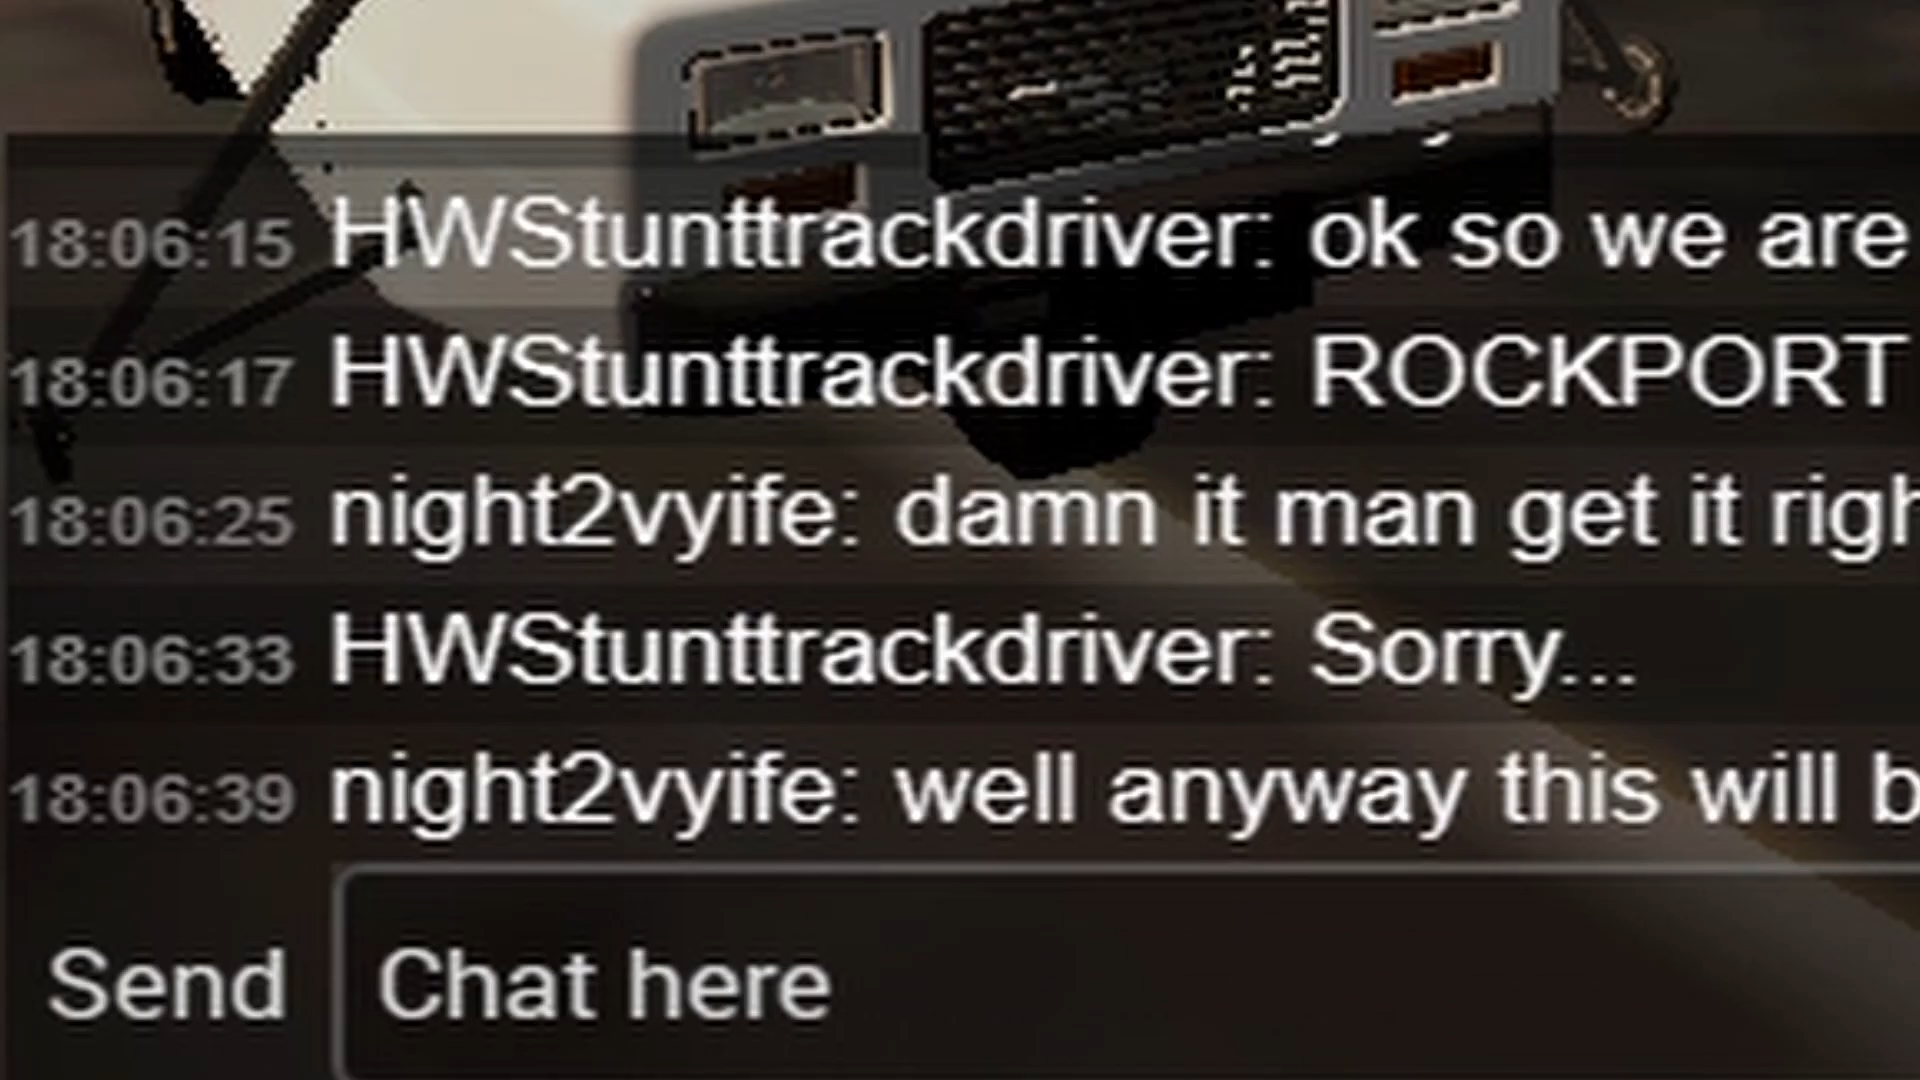 18:06:15 HWStunttrackdriver: ok so we are
18:06:17 HWStunttrackdriver: ROCKPORT
18:06:25 night2vyife: damn it man get it righ
18:06:33 HWStunttrackdriver: Sorry...
18:06:39 night2vyife: well anyway this will b
Send Chat here